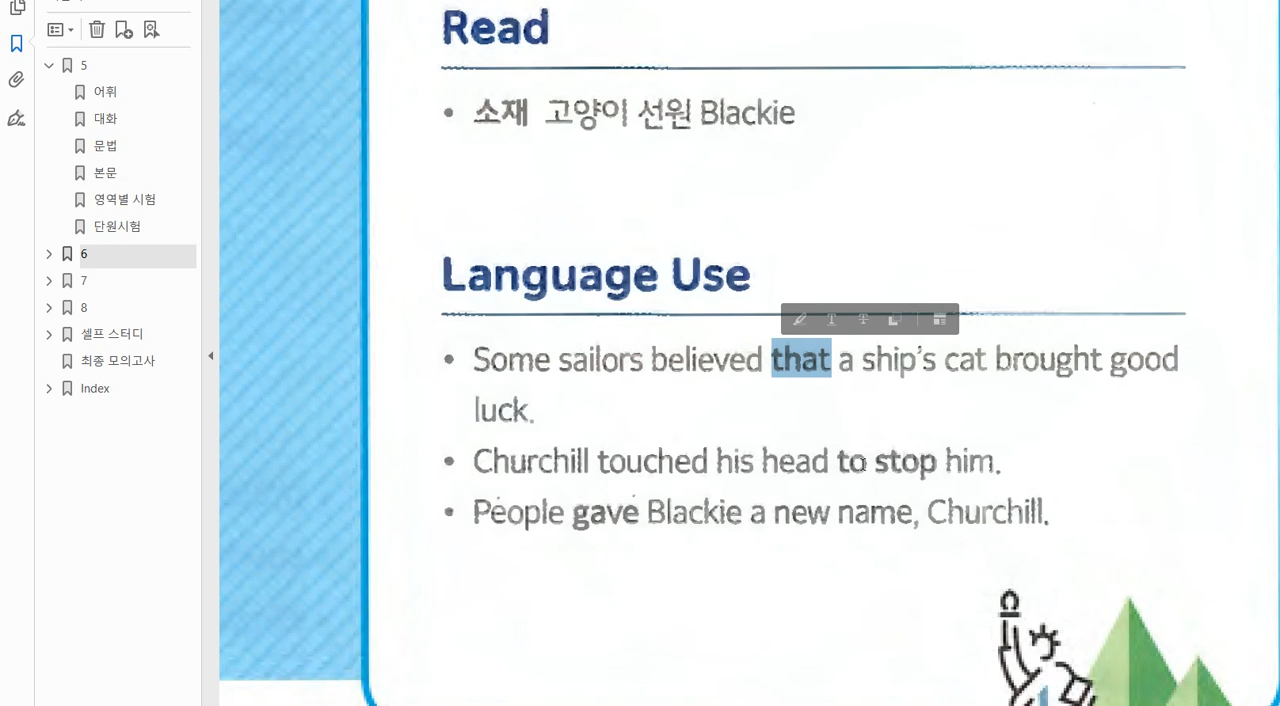 5
어휘
대화
문법
본문
영역별 시험
단원시험
6
7
8
셀프 스터디
최종 모의고사
Index
Read
• 소재 고양이 선원 Blackie
Language Use
• Some sailors believed that a ship's cat brought good
luck.
• Churchill touched his head to stop him.
• People gave Blackie a new name, Churchill.